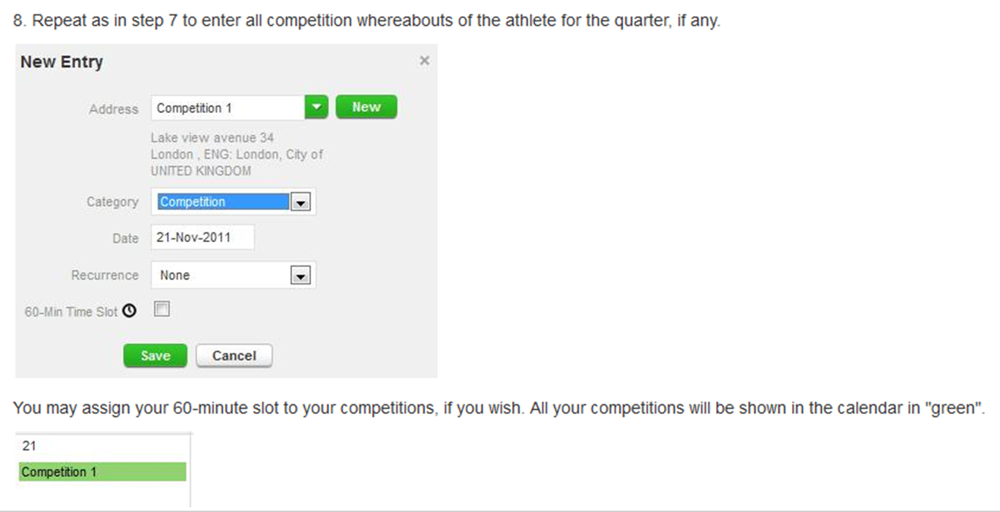 8. Repeat as in step 7 to enter all competition whereabouts of the athlete for the quarter, if any.
New Entry ×
Address Competition 1 New
Lake view avenue 34
London , ENG: London, City of
UNITED KINGDOM
Category Competition
Date 21-Nov-2011
Recurrence None
60-Min Time Slot
Save Cancel
You may assign your 60-minute slot to your competitions, if you wish. All your competitions will be shown in the calendar in "green".
21
Competition 1